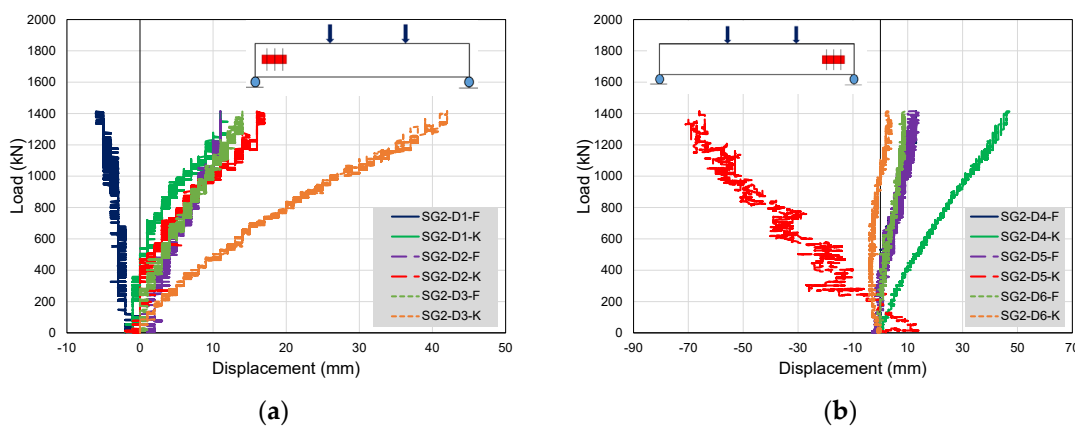 2000
1800
1600
1400
1200
1000
800
600
400
200
0
Load (kN)
SG2-D1-F
SG2-D1-K
SG2-D2-F
SG2-D2-K
SG2-D3-F
SG2-D3-K
-10 0 10 20 30 40 50
Displacement (mm)
(a)
2000
1800
1600
1400
1200
1000
800
600
400
200
0
Load (kN)
SG2-D4-F
SG2-D4-K
SG2-D5-F
SG2-D5-K
SG2-D6-F
SG2-D6-K
-90 -70 -50 -30 -10 10 30 50 70
Displacement (mm)
(b)